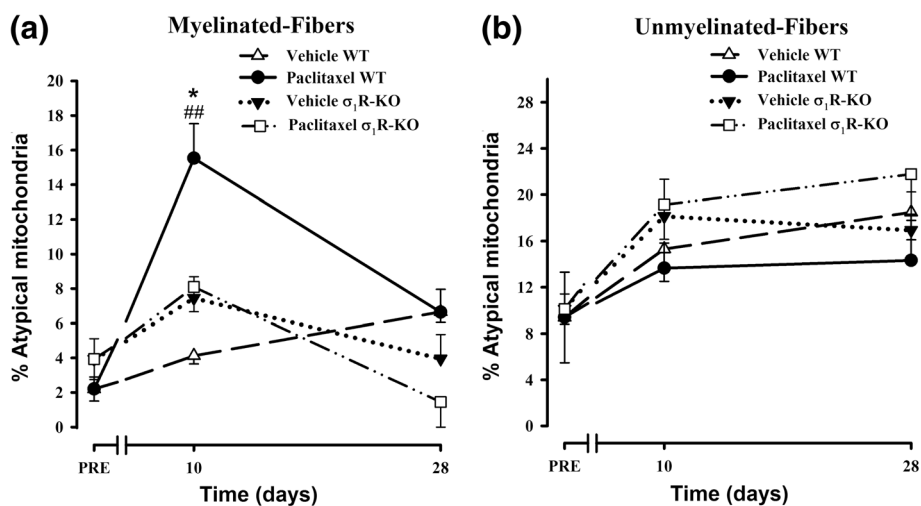 (a)
Myelinated-Fibers
Vehicle WT
Paclitaxel WT
Vehicle σ₁R-KO
Paclitaxel σ₁R-KO
*
##
% Atypical mitochondria
20
18
16
14
12
10
8
6
4
2
0
PRE
10
28
Time (days)
(b)
Unmyelinated-Fibers
Vehicle WT
Paclitaxel WT
Vehicle σ₁R-KO
Paclitaxel σ₁R-KO
% Atypical mitochondria
28
24
20
16
12
8
4
0
PRE
10
28
Time (days)